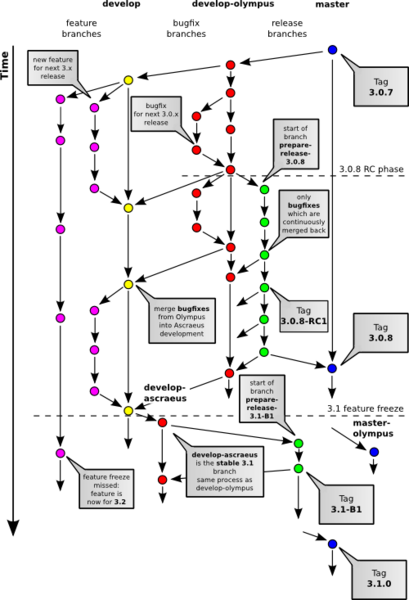 develop
develop-olympus
master
feature
branches
bugfix
branches
release
branches
Time
new feature
for next 3.x
release
Tag
3.0.7
bugfix
for next 3.0.x
release
start of
branch
prepare-
release-
3.0.8
3.0.8 RC phase
only
bugfixes
which are
continuously
merged back
merge bugfixes
from Olympus
into Ascraeus
development
Tag
3.0.8-RC1
Tag
3.0.8
develop-
ascraeus
start of
branch
prepare-
release-
3.1-B1
3.1 feature freeze
master-
olympus
develop-ascraeus
is the stable 3.1
branch
same process as
develop-olympus
feature freeze
missed:
feature is
now for 3.2
Tag
3.1-B1
Tag
3.1.0